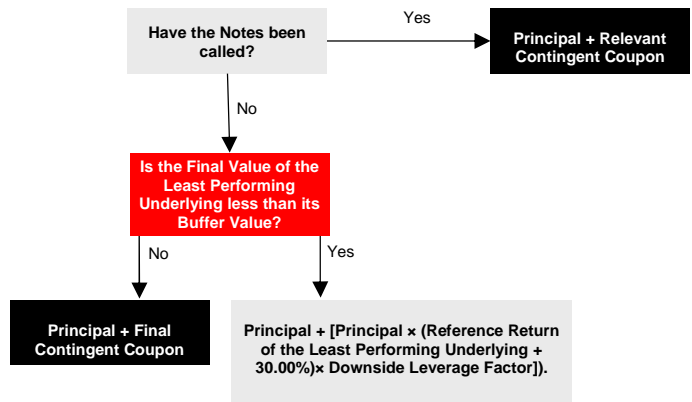 Have the Notes been
called?
Yes
Principal + Relevant
Contingent Coupon
No
Is the Final Value of the
Least Performing
Underlying less than its
Buffer Value?
No
Yes
Principal + Final
Contingent Coupon
Principal + [Principal × (Reference Return
of the Least Performing Underlying +
30.00%)× Downside Leverage Factor]).